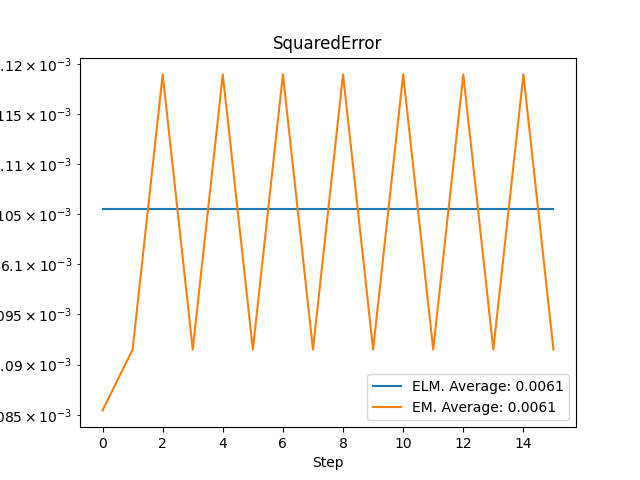 SquaredError
.12 × 10⁻³
115 × 10⁻³
.11 × 10⁻³
105 × 10⁻³
6.1 × 10⁻³
095 × 10⁻³
.09 × 10⁻³
085 × 10⁻³
ELM. Average: 0.0061
EM. Average: 0.0061
0 2 4 6 8 10 12 14
Step